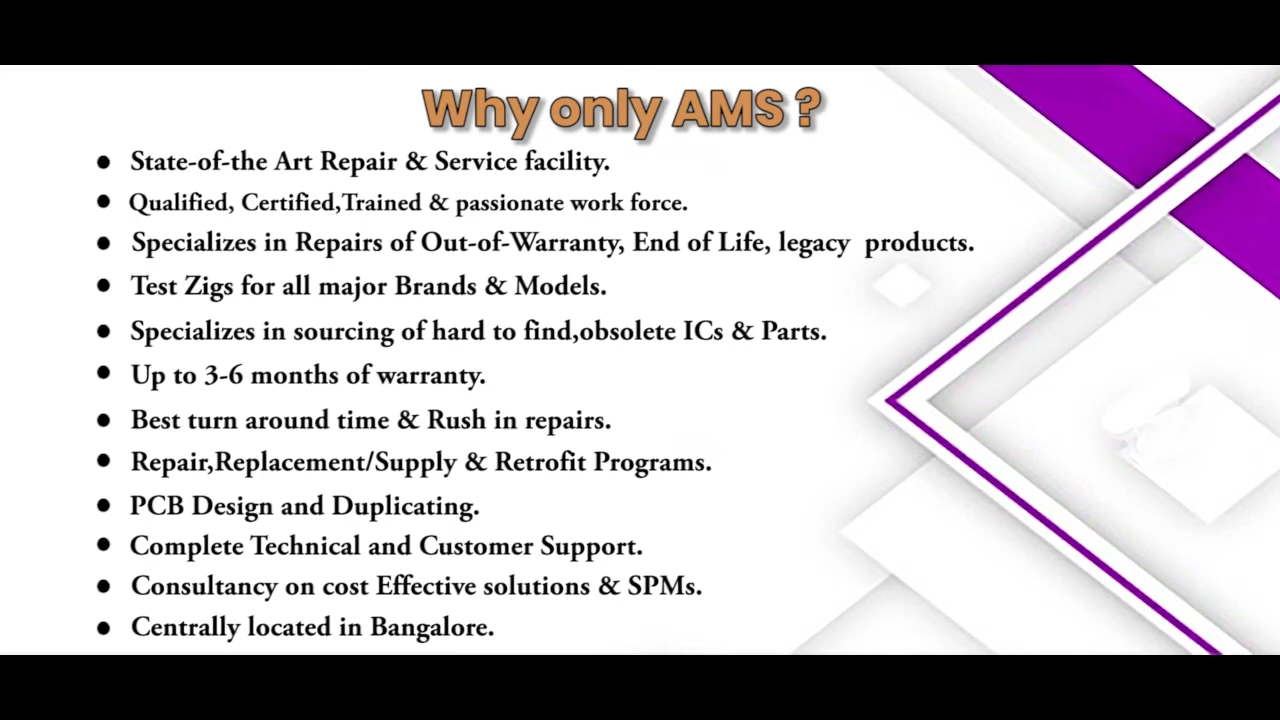 Why only AMS ?
● State-of-the Art Repair & Service facility.
● Qualified, Certified,Trained & passionate work force.
● Specializes in Repairs of Out-of-Warranty, End of Life, legacy  products.
● Test Zigs for all major Brands & Models.
● Specializes in sourcing of hard to find,obsolete ICs & Parts.
● Up to 3-6 months of warranty.
● Best turn around time & Rush in repairs.
● Repair,Replacement/Supply & Retrofit Programs.
● PCB Design and Duplicating.
● Complete Technical and Customer Support.
● Consultancy on cost Effective solutions & SPMs.
● Centrally located in Bangalore.